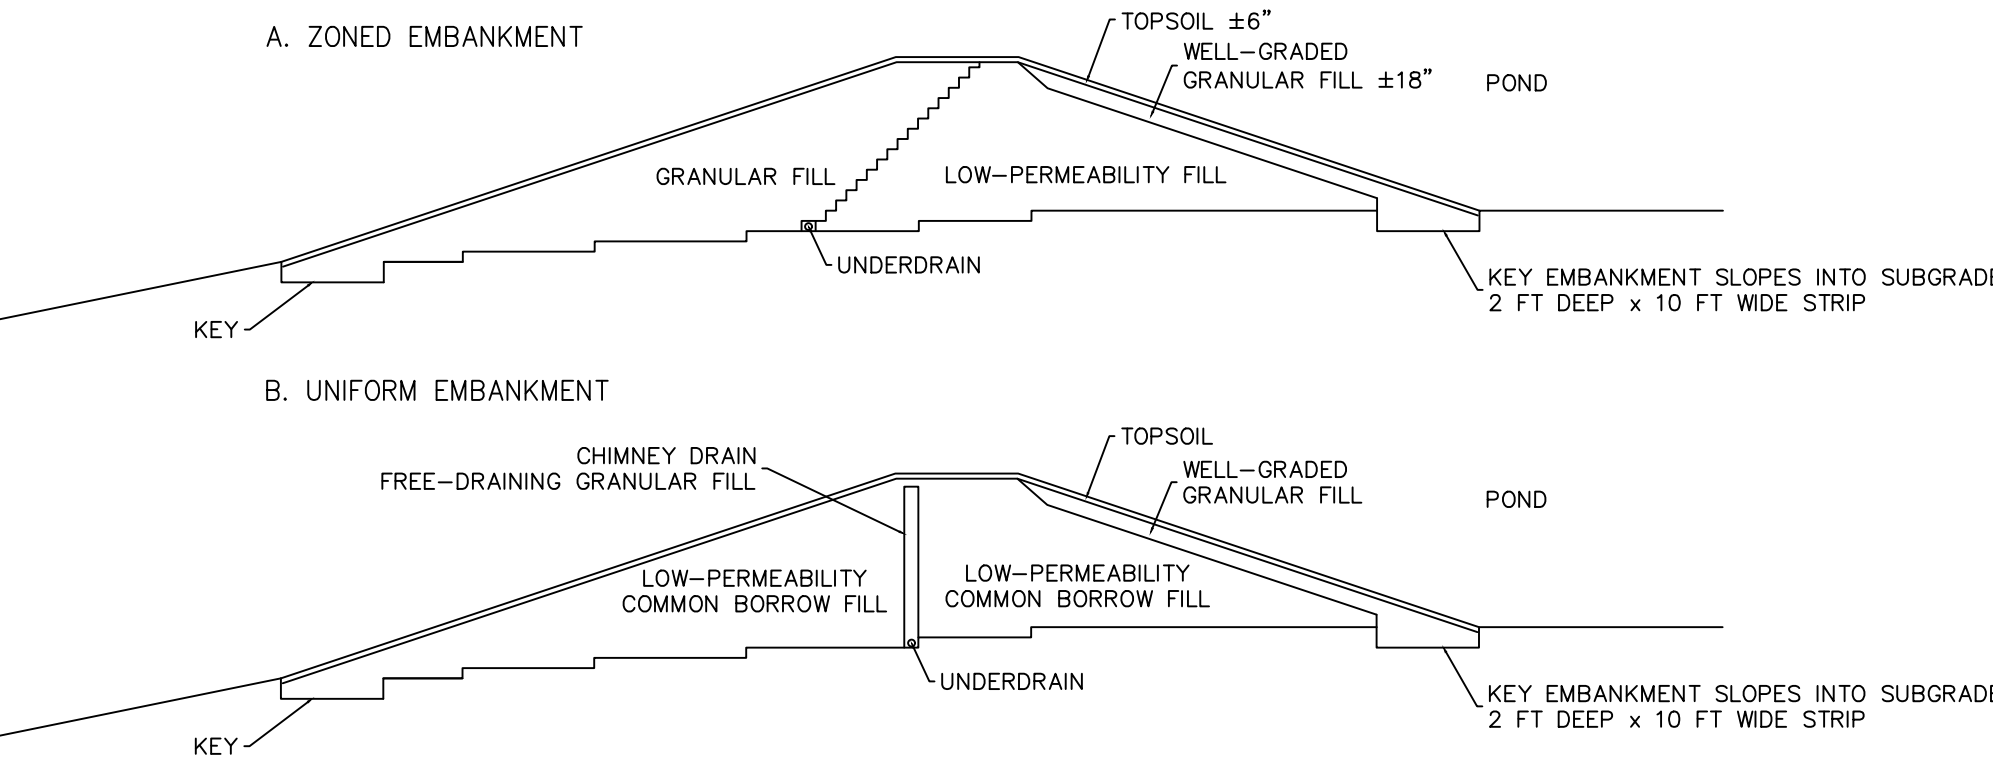 A. ZONED EMBANKMENT
TOPSOIL ±6”
WELL–GRADED
GRANULAR FILL ±18”
POND
GRANULAR FILL
LOW–PERMEABILITY FILL
UNDERDRAIN
KEY EMBANKMENT SLOPES INTO SUBGRADE
2 FT DEEP x 10 FT WIDE STRIP
KEY
B. UNIFORM EMBANKMENT
CHIMNEY DRAIN
FREE–DRAINING GRANULAR FILL
TOPSOIL
WELL–GRADED
GRANULAR FILL
POND
LOW–PERMEABILITY
COMMON BORROW FILL
LOW–PERMEABILITY
COMMON BORROW FILL
UNDERDRAIN
KEY EMBANKMENT SLOPES INTO SUBGRADE
2 FT DEEP x 10 FT WIDE STRIP
KEY